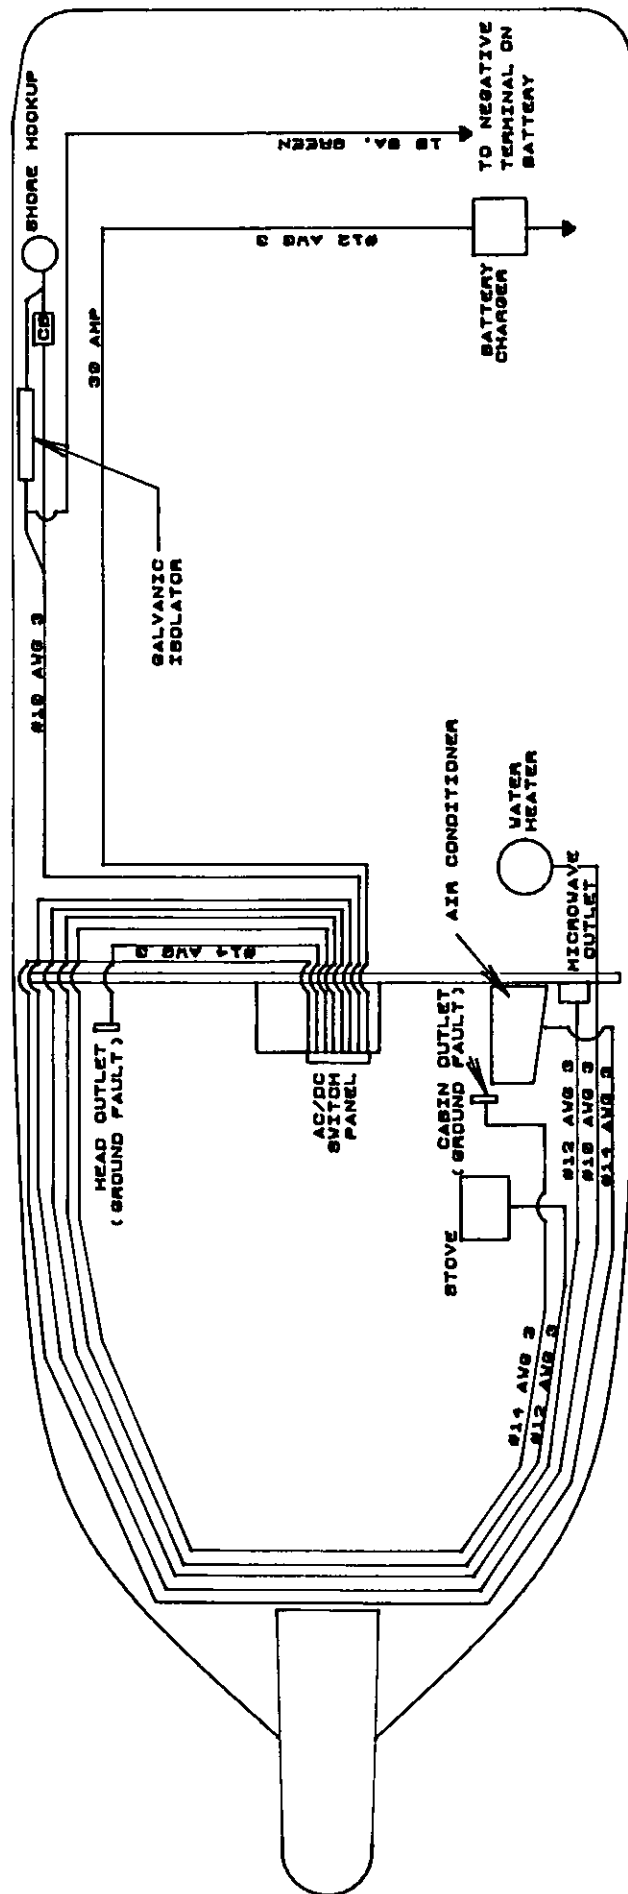 SHORE HOOKUP
CB
30 AMP
#10 AWG 3
GALVANIC
ISOLATOR
10 GA. GREEN
TO NEGATIVE
TERMINAL ON
BATTERY
#12 AWG 3
BATTERY
CHARGER
#14 AWG 3
HEAD OUTLET
(GROUND FAULT)
AC/DC
SWITCH
PANEL
AIR CONDITIONER
WATER
HEATER
MICROWAVE
OUTLET
CABIN OUTLET
(GROUND FAULT)
STOVE
#12 AWG 3
#10 AWG 3
#14 AWG 3
#14 AWG 3
#12 AWG 3